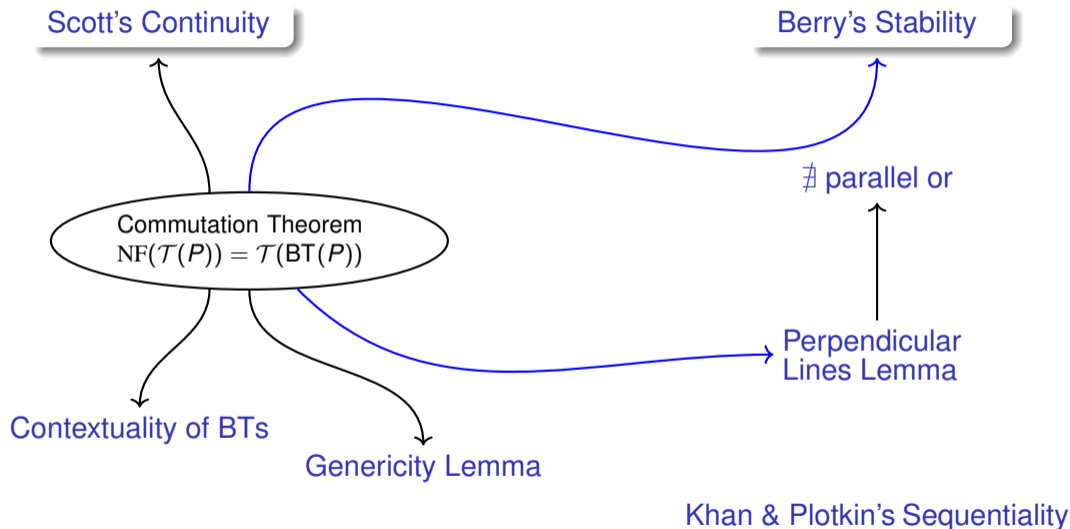 Scott's Continuity
Berry's Stability
∄ parallel or
Commutation Theorem
NF(𝒯(P)) = 𝒯(BT(P))
Perpendicular
Lines Lemma
Contextuality of BTs
Genericity Lemma
Khan & Plotkin's Sequentiality